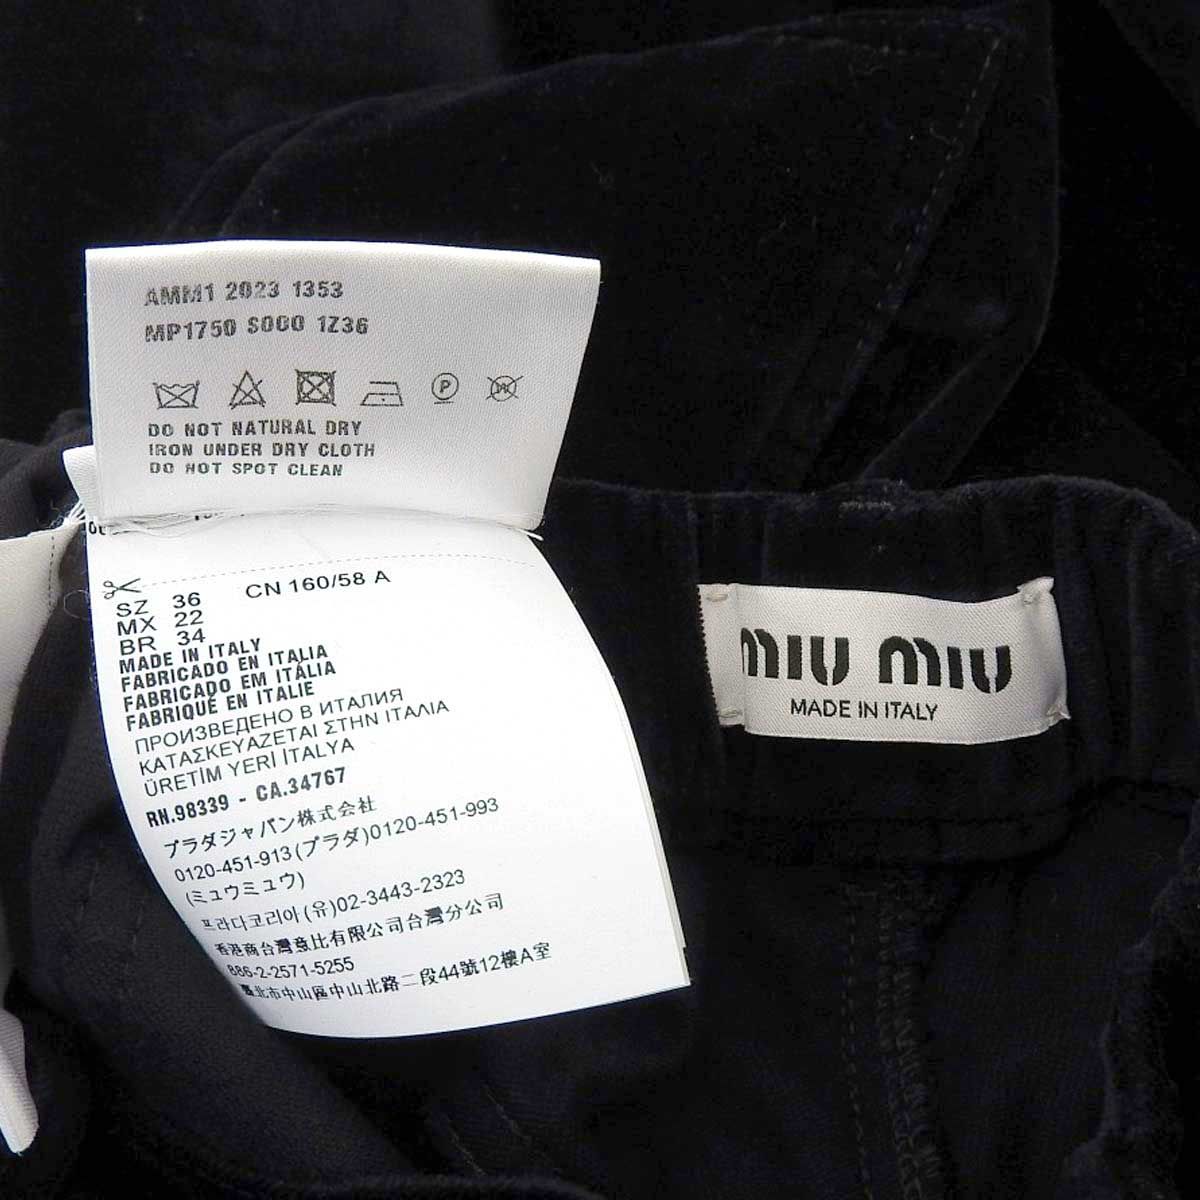 AMM1 2023 1353
MP1750 S000 1Z36
DO NOT NATURAL DRY
IRON UNDER DRY CLOTH
DO NOT SPOT CLEAN
SZ 36 CN 160/58 A
MX 22
BR 34
MADE IN ITALY
FABRICADO EN ITALIA
FABRICADO EM ITÁLIA
FABRIQUÉ EN ITALIE
ПРОИЗВЕДЕНО В ИТАЛИЯ
ΚΑΤΑΣΚΕΥΑΖΕΤΑΙ ΣΤΗΝ ΙΤΑΛΙΑ
ÜRETİM YERİ İTALYA
RN.98339 - CA.34767
プラダジャパン株式会社
0120-451-913(プラダ)0120-451-993
(ミュウミュウ)
프라다코리아(유)02-3443-2323
香港商台灣慈比有限公司台灣分公司
886-2-2571-5255
臺北市中山區中山北路二段44號12樓A室
MIU MIU
MADE IN ITALY